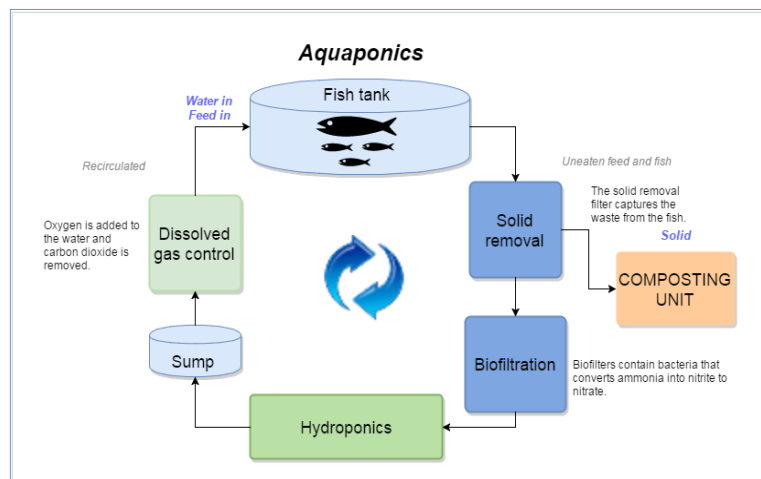 Aquaponics
Water in
Feed in
Fish tank
Recirculated
Uneaten feed and fish
The solid removal
filter captures the
waste from the fish.
Solid
Oxygen is added to
the water and
carbon dioxide is
removed.
Dissolved
gas control
Solid
removal
COMPOSTING
UNIT
Sump
Biofiltration
Biofilters contain bacteria that
converts ammonia into nitrite to
nitrate.
Hydroponics